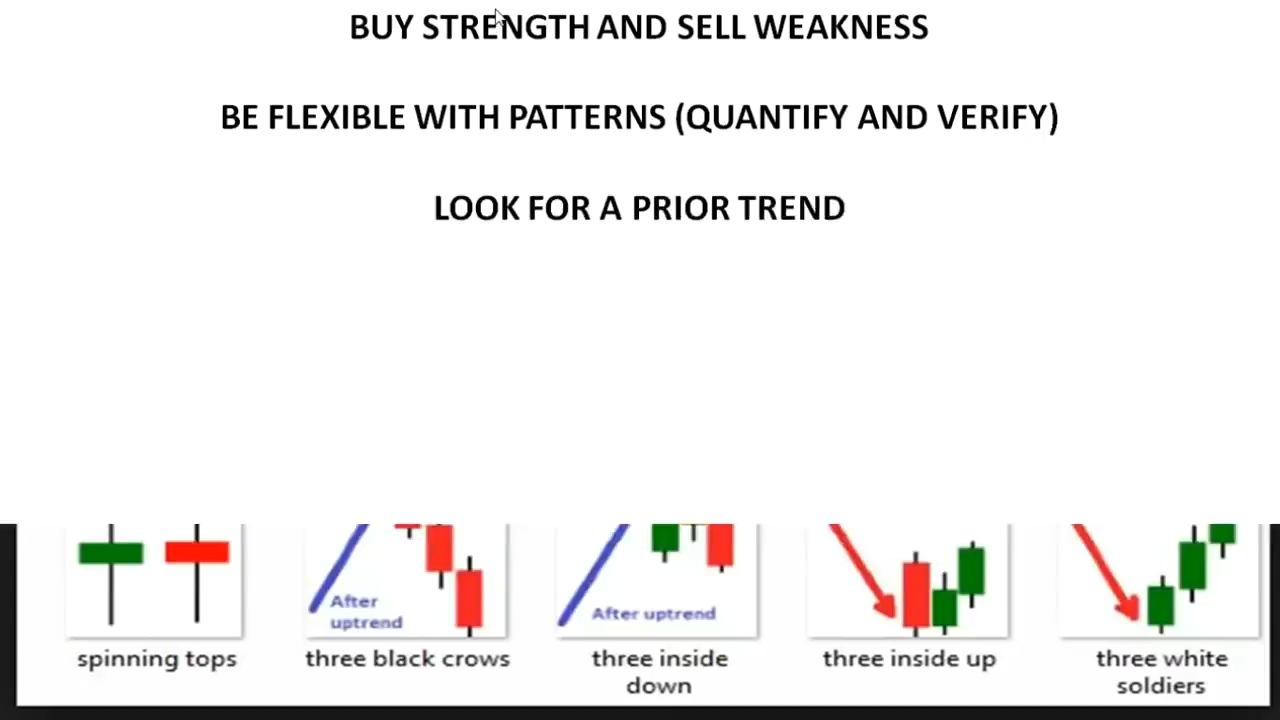 BUY STRENGTH AND SELL WEAKNESS
BE FLEXIBLE WITH PATTERNS (QUANTIFY AND VERIFY)
LOOK FOR A PRIOR TREND
After
uptrend
After uptrend
spinning tops
three black crows
three inside
down
three inside up
three white
soldiers